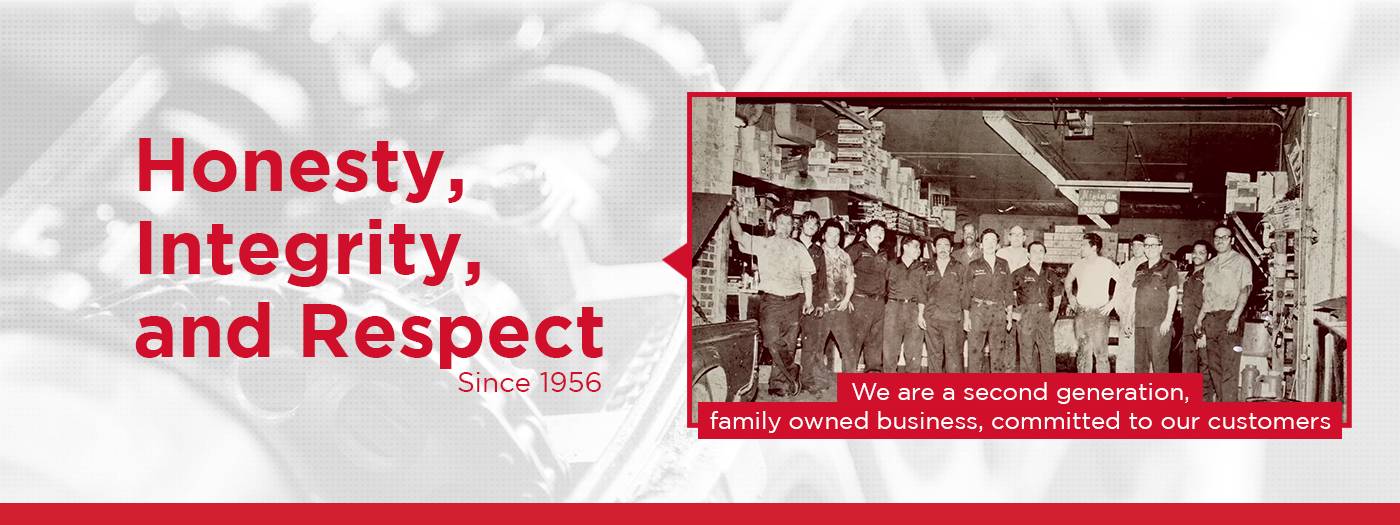 Honesty,
Integrity,
and Respect
Since 1956
We are a second generation,
family owned business, committed to our customers